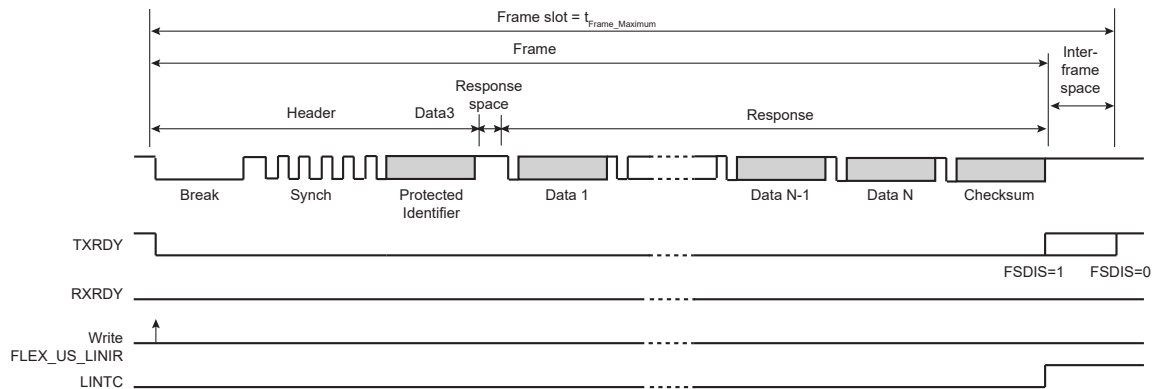 Frame slot = tFrame_Maximum
Frame
Inter-
frame
space
Header
Data3
Response
space
Response
Break
Synch
Protected
Identifier
Data 1
Data N-1
Data N
Checksum
TXRDY
FSDIS=1
FSDIS=0
RXRDY
Write
FLEX_US_LINIR
LINTC